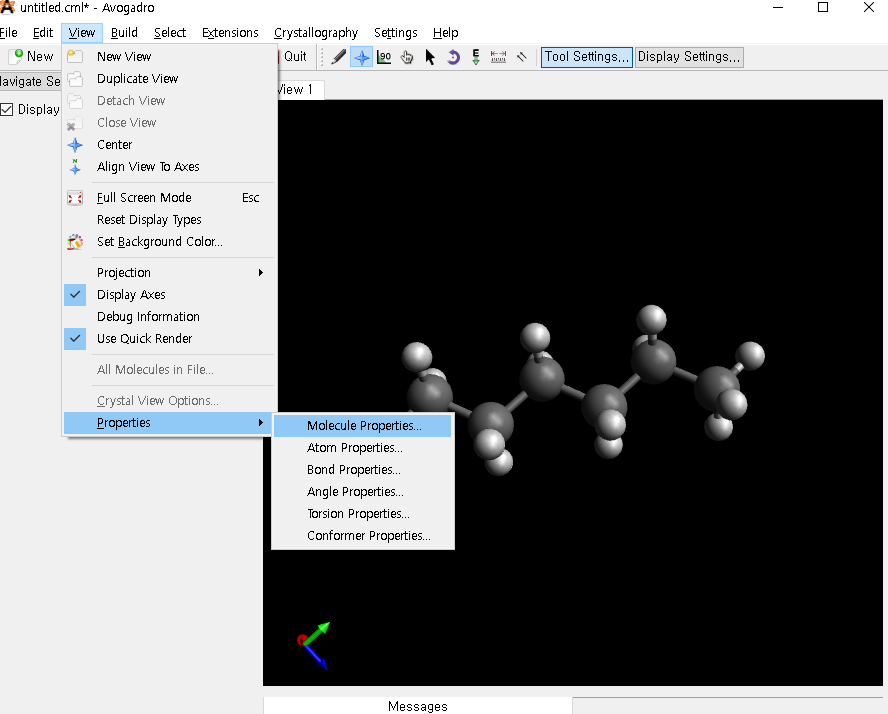 untitled.cml* - Avogadro
File Edit View Build Select Extensions Crystallography Settings Help
New Quit Tool Settings... Display Settings...
Navigate Se
View 1
Display
New View
Duplicate View
Detach View
Close View
Center
Align View To Axes
Full Screen Mode Esc
Reset Display Types
Set Background Color...
Projection
Display Axes
Debug Information
Use Quick Render
All Molecules in File...
Crystal View Options...
Properties
Molecule Properties...
Atom Properties...
Bond Properties...
Angle Properties...
Torsion Properties...
Conformer Properties...
Messages